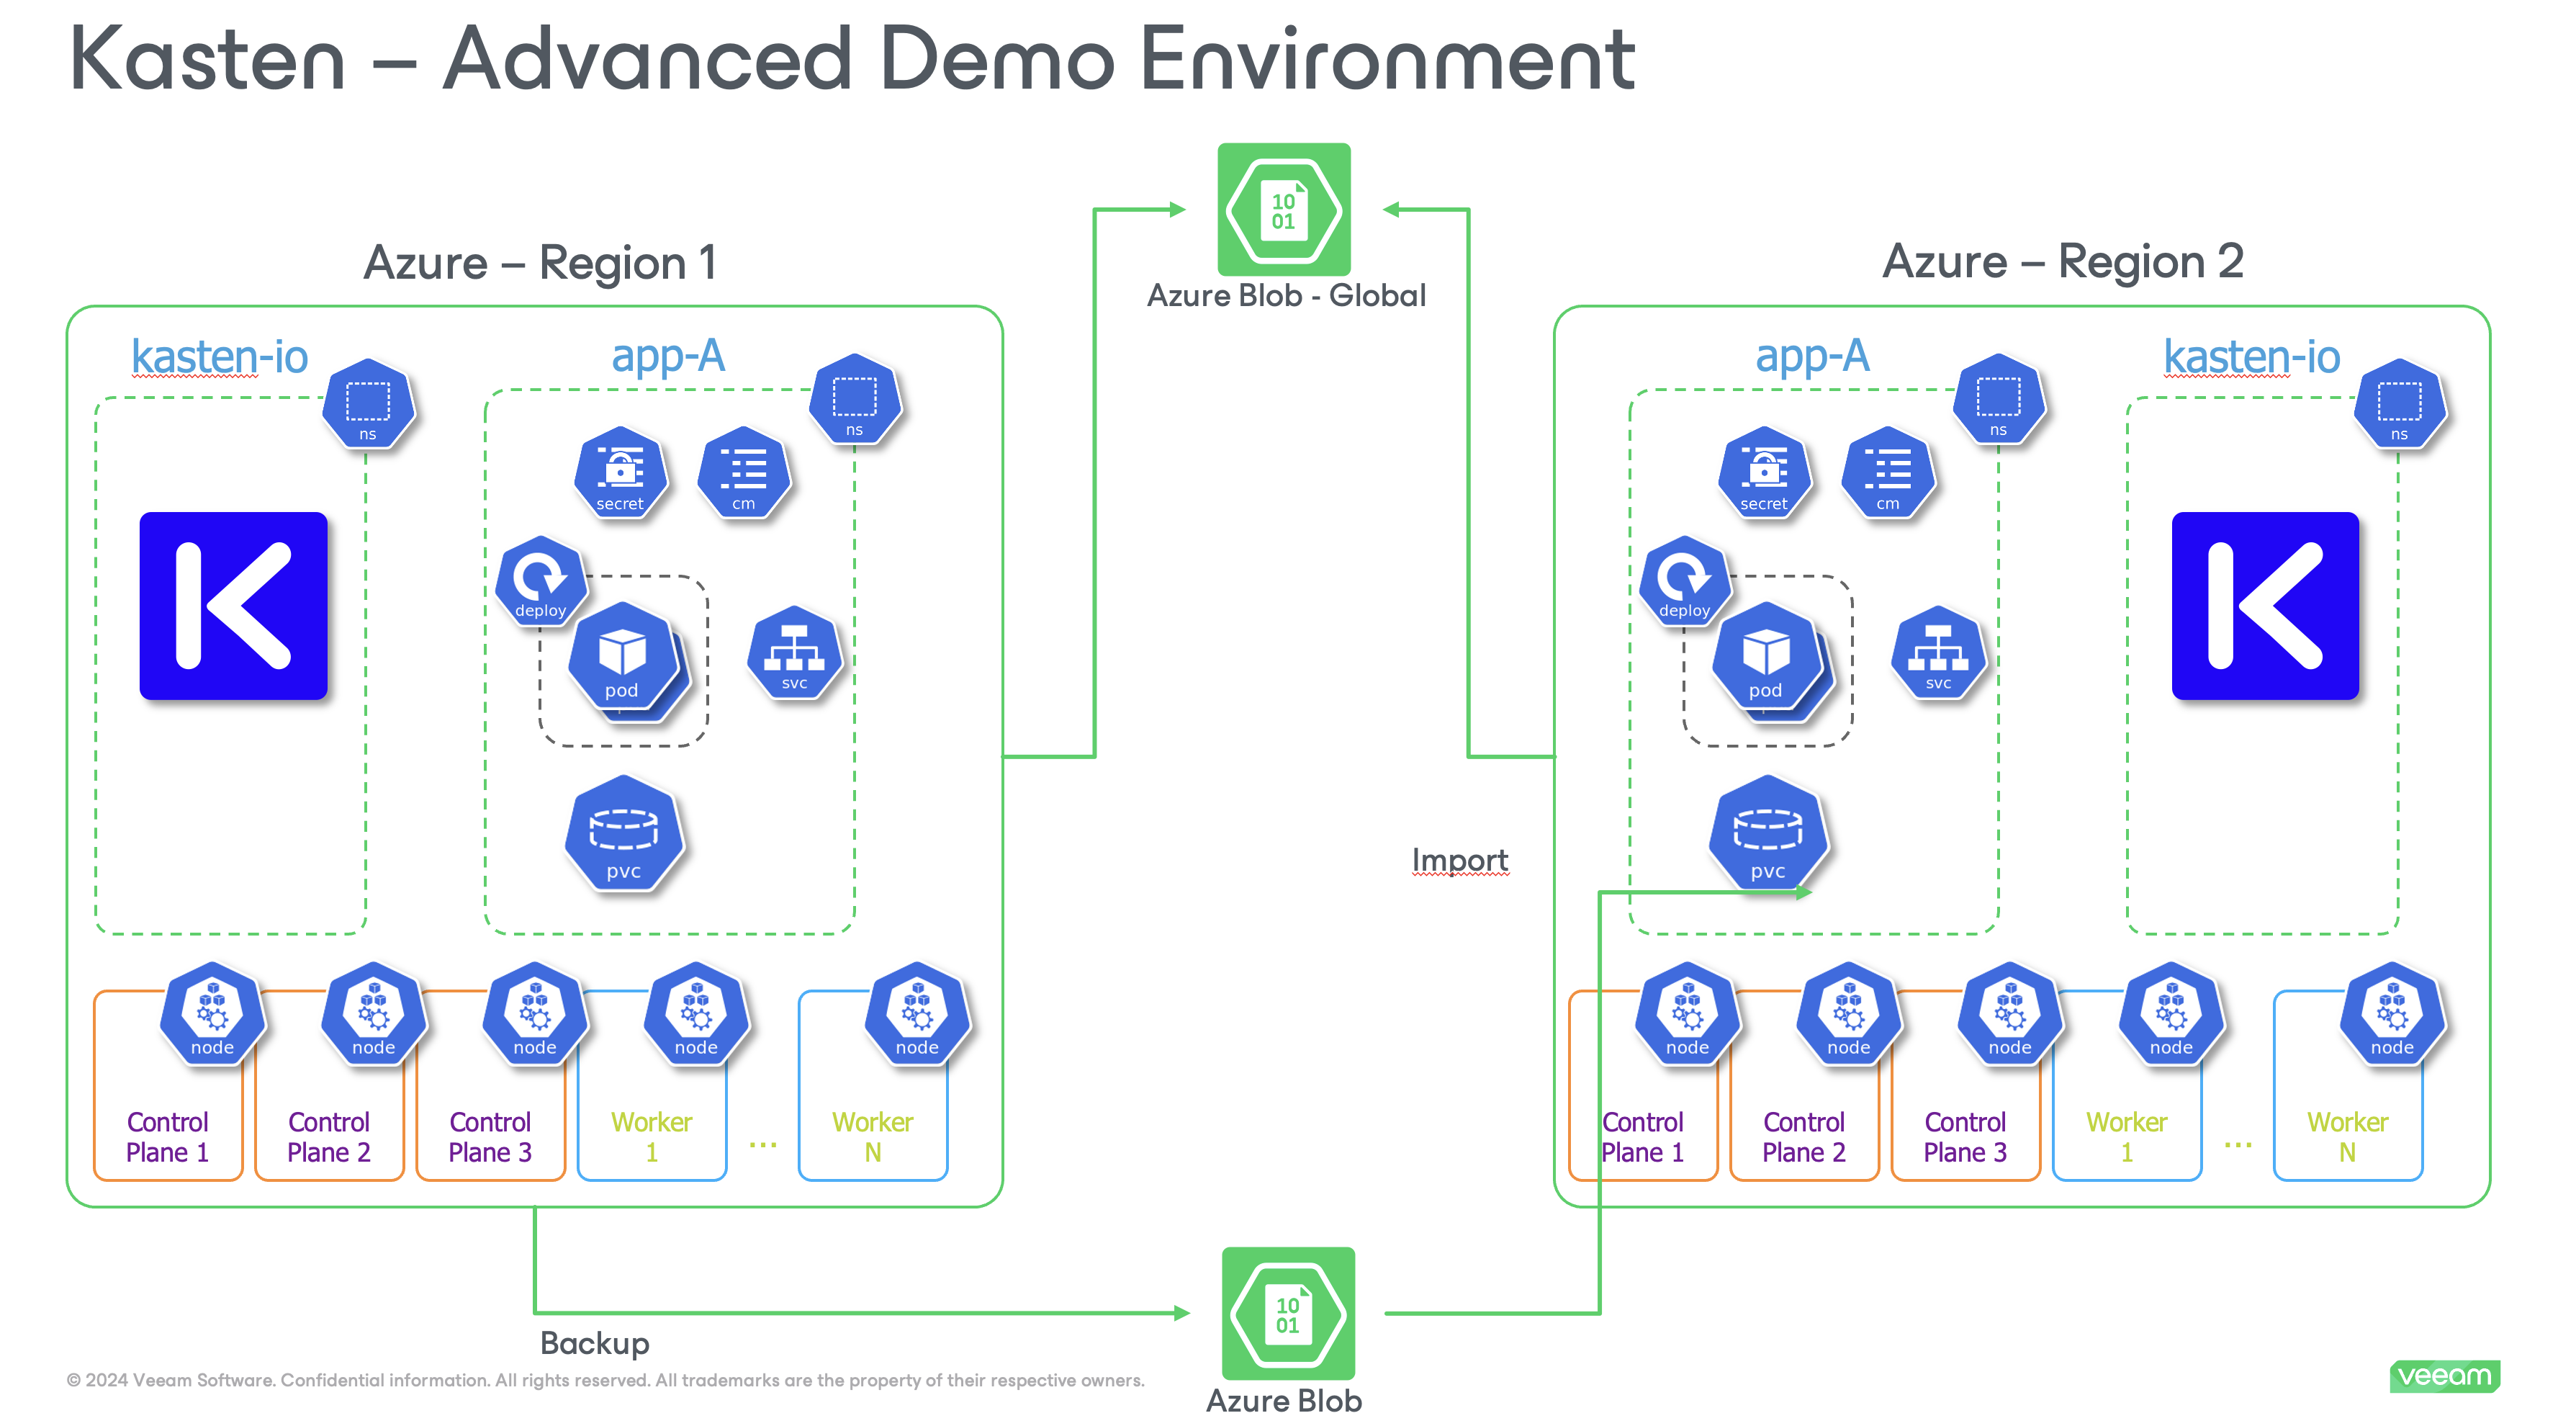 Kasten – Advanced Demo Environment
10
01
Azure Blob - Global
Azure – Region 1
kasten-io
ns
app-A
ns
secret
cm
deploy
pod
svc
pvc
node
node
node
node
node
Control
Plane 1
Control
Plane 2
Control
Plane 3
Worker
1
...
Worker
N
Azure – Region 2
app-A
ns
kasten-io
ns
secret
cm
deploy
pod
svc
pvc
Import
node
node
node
node
node
Control
Plane 1
Control
Plane 2
Control
Plane 3
Worker
1
...
Worker
N
Backup
10
01
Azure Blob
© 2024 Veeam Software. Confidential information. All rights reserved. All trademarks are the property of their respective owners.
veeam